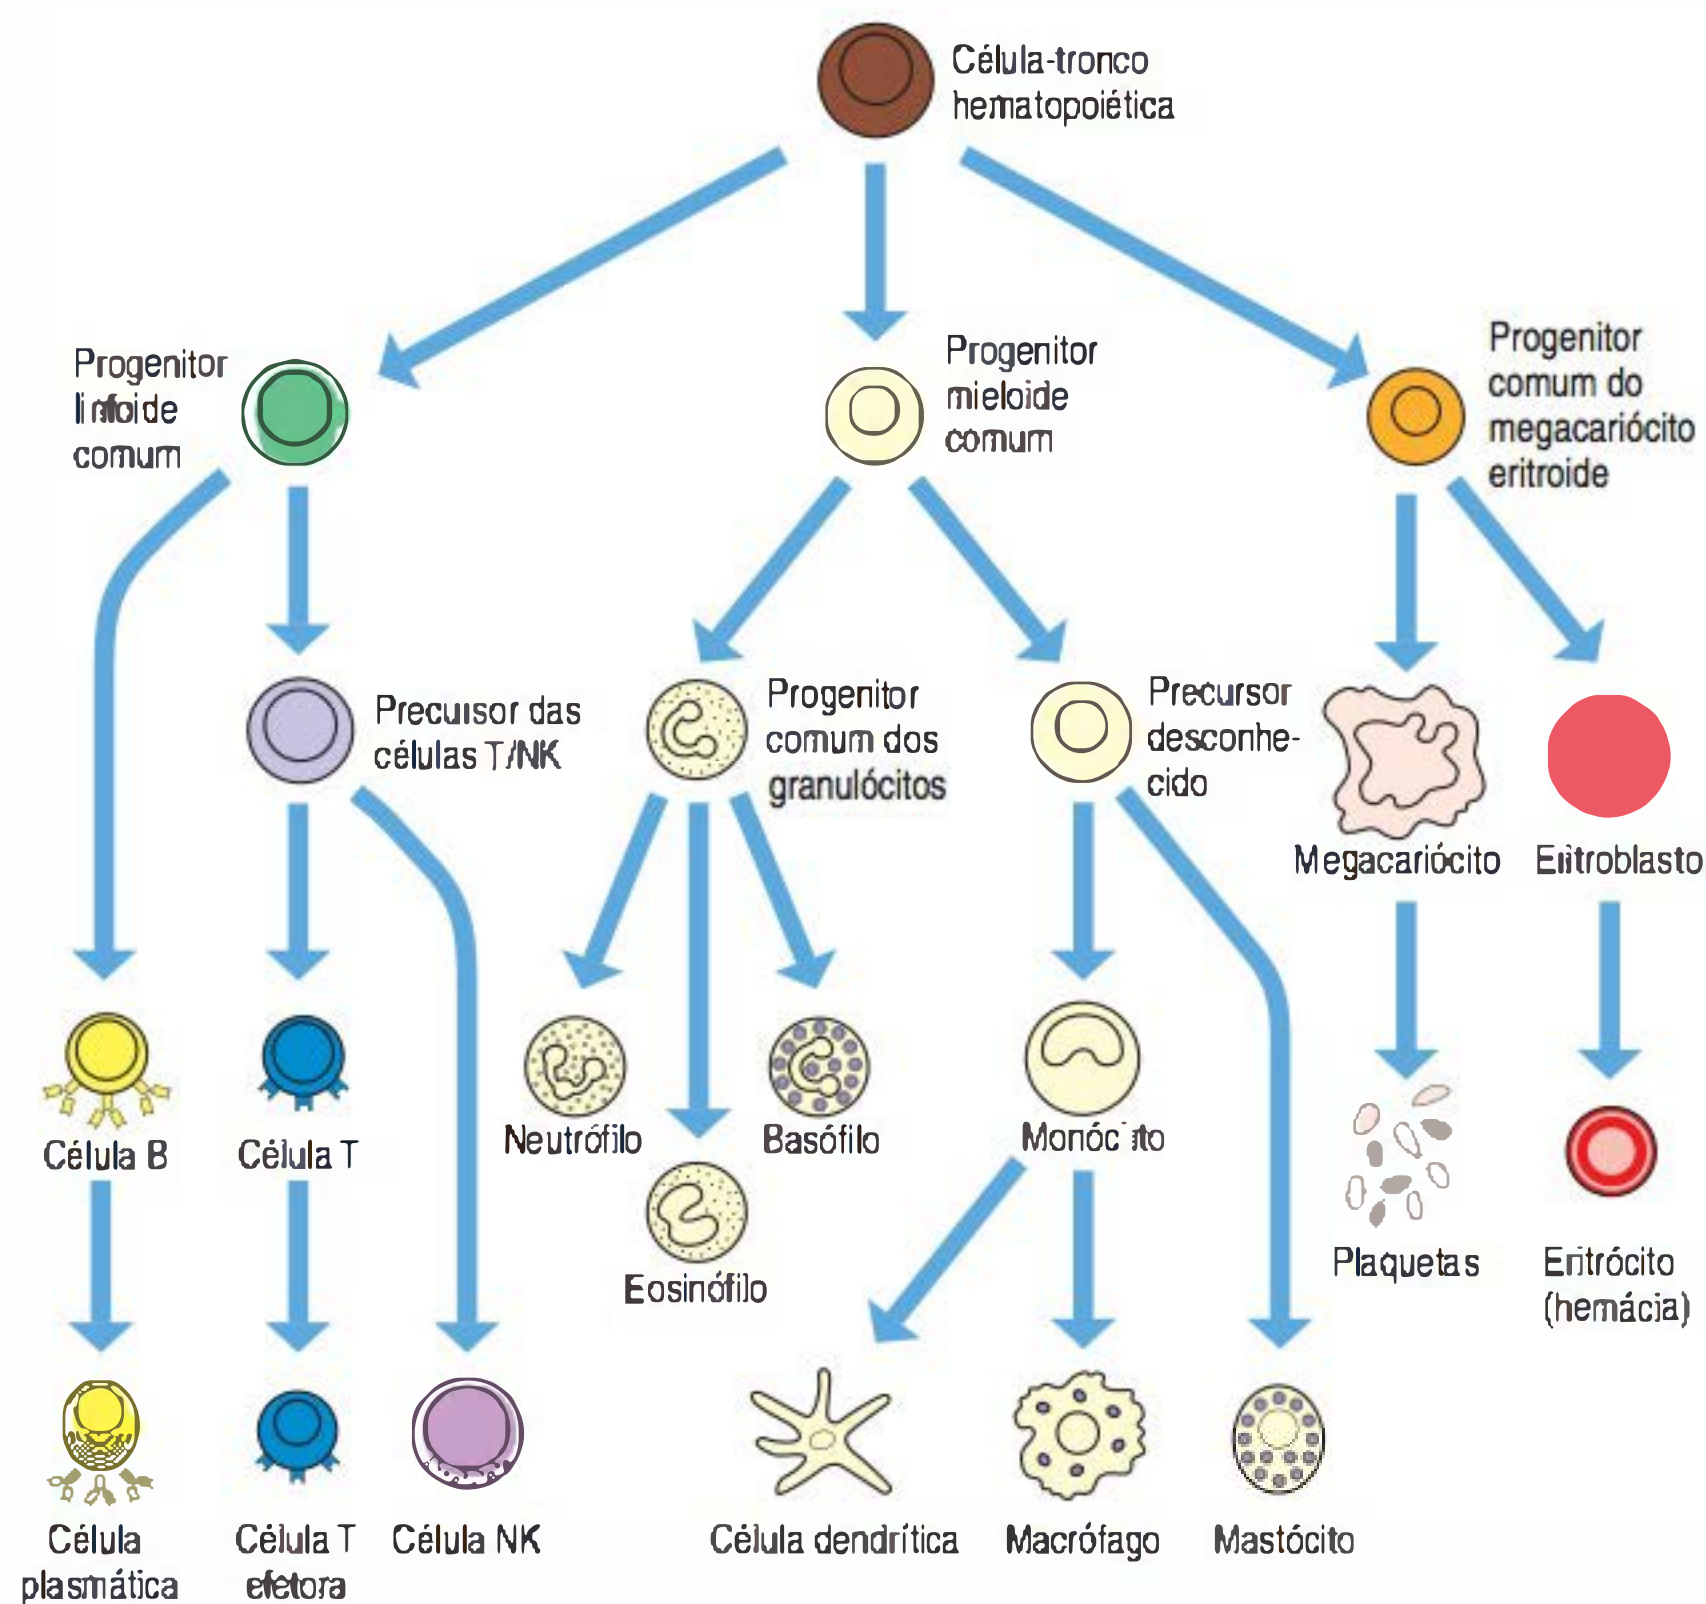 Célula-tronco
hematopoiética
Progenitor
linfoide
comum
Progenitor
mieloide
comum
Progenitor
comum do
megacariócito
eritroide
Precursor das
células T/NK
Progenitor
comum dos
granulócitos
Precursor
desconhe-
cido
Megacariócito
Eritroblasto
Célula B
Célula T
Neutrófilo
Basófilo
Monócito
Eosinófilo
Plaquetas
Eritrócito
(hemácia)
Célula
plasmática
Célula T
efetora
Célula NK
Célula dendrítica
Macrófago
Mastócito